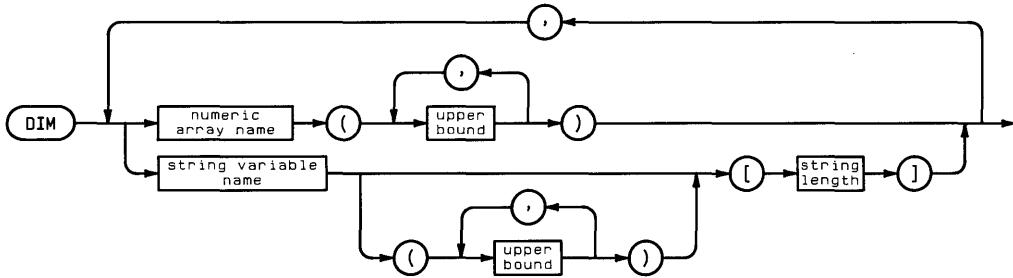 ,
,
DIM
numeric
array name
(
upper
bound
)
string variable
name
[
string
length
]
,
(
upper
bound
)